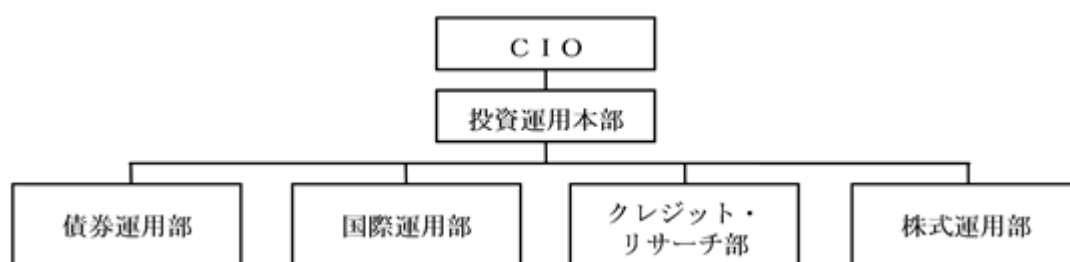 ＣＩＯ
投資運用本部
債券運用部
国際運用部
クレジット・
リサーチ部
株式運用部